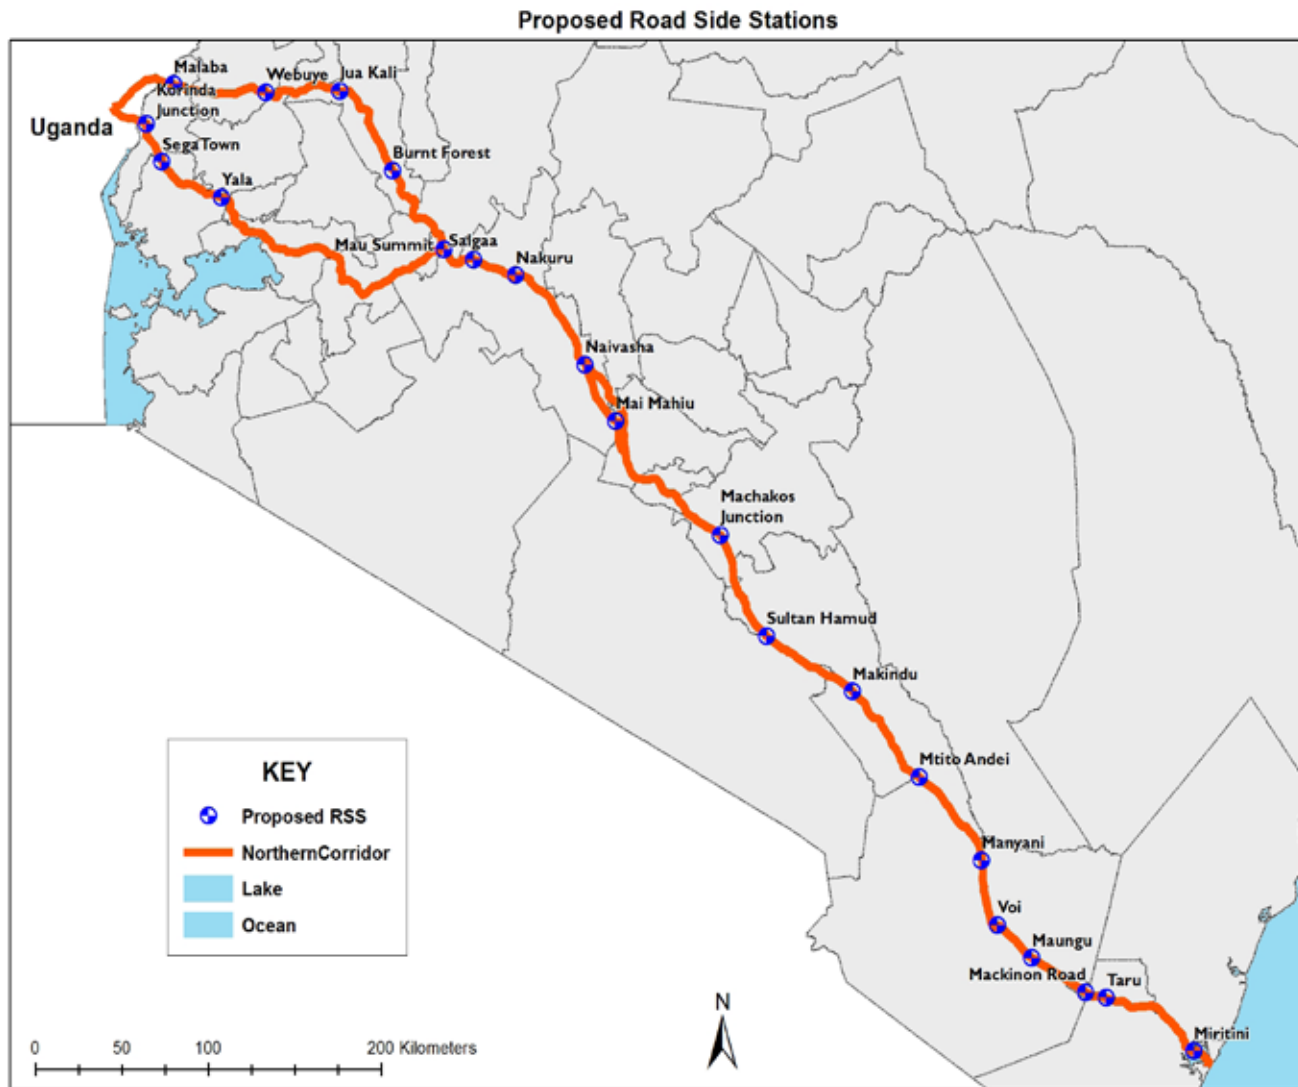 Proposed Road Side Stations
Malaba
Webuye
Jua Kali
Korinda
Junction
Uganda
Sega Town
Burnt Forest
Yala
Mau Summit
Salgaa
Nakuru
Naivasha
Mai Mahiu
Machakos
Junction
Sultan Hamud
Makindu
Mtito Andei
Manyani
Voi
Maungu
Mackinon Road
Taru
Miritini
KEY
Proposed RSS
NorthernCorridor
Lake
Ocean
N
0 50 100 200 Kilometers